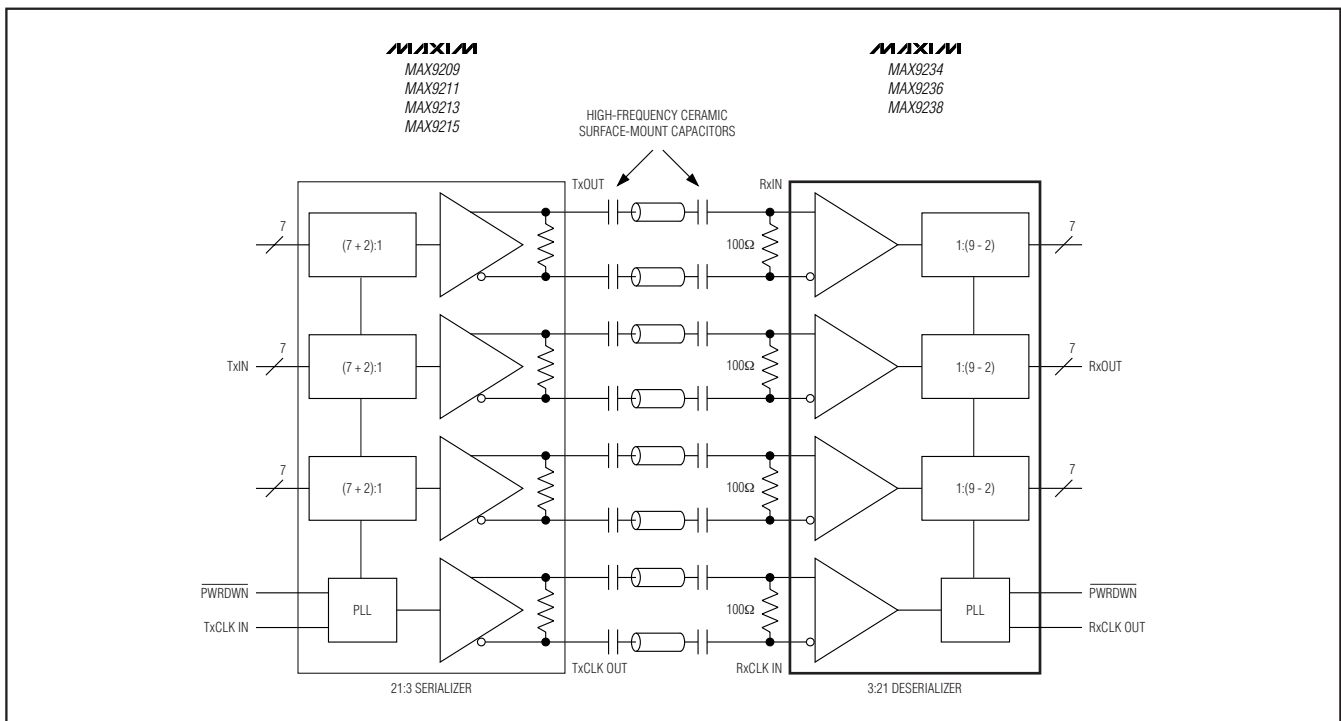 MAXIM
MAX9209
MAX9211
MAX9213
MAX9215
MAXIM
MAX9234
MAX9236
MAX9238
HIGH-FREQUENCY CERAMIC
SURFACE-MOUNT CAPACITORS
TxOUT
RxIN
7
(7 + 2):1
100Ω
1:(9 - 2)
7
TxIN
7
(7 + 2):1
100Ω
1:(9 - 2)
7
RxOUT
7
(7 + 2):1
100Ω
1:(9 - 2)
7
PWRDWN
TxCLK IN
PLL
100Ω
PLL
PWRDWN
RxCLK OUT
TxCLK OUT
RxCLK IN
21:3 SERIALIZER
3:21 DESERIALIZER